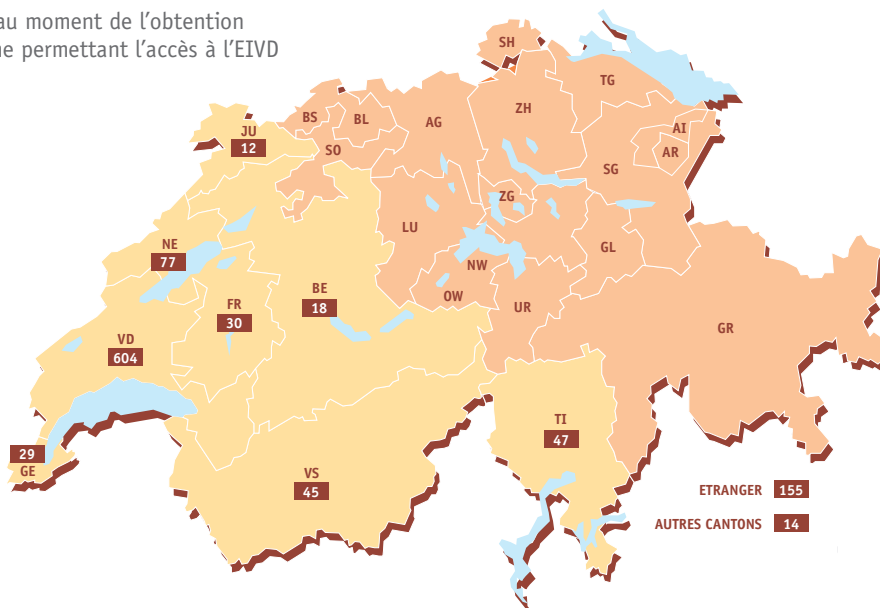 au moment de l'obtention
e permettant l'accès à l'EIVD
SH
TG
ZH
BS
BL
AG
AI
JU
12
SO
AR
SG
ZG
LU
NE
77
GL
NW
BE
18
OW
FR
30
UR
GR
VD
604
TI
47
29
GE
VS
45
ETRANGER 155
AUTRES CANTONS 14